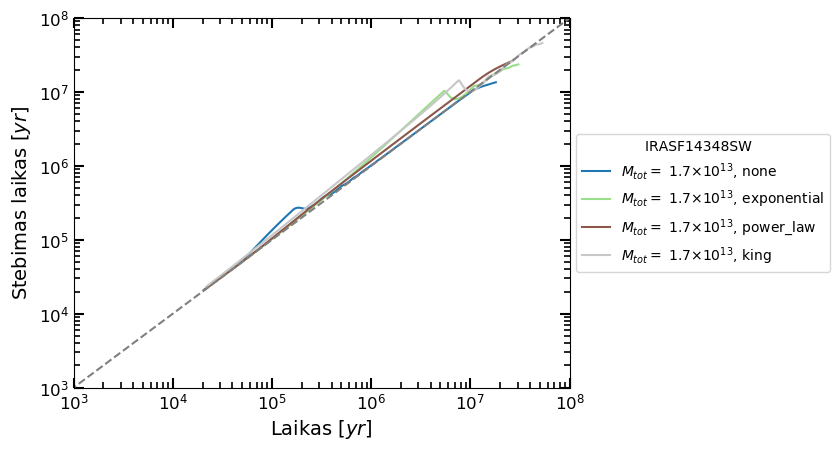 10^8
10^7
10^6
10^5
10^4
10^3
Stebimas laikas [yr]
10^3 10^4 10^5 10^6 10^7 10^8
Laikas [yr]
IRASF14348SW
M_tot = 1.7×10^13, none
M_tot = 1.7×10^13, exponential
M_tot = 1.7×10^13, power_law
M_tot = 1.7×10^13, king